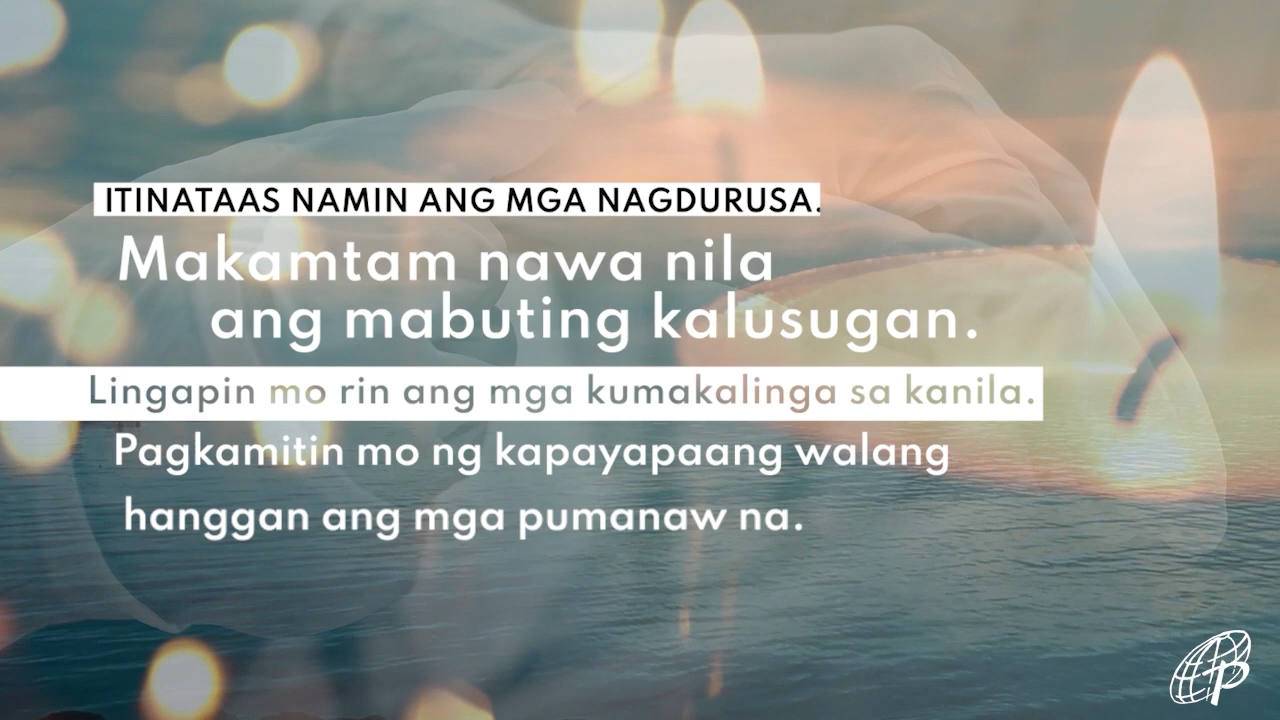 ITINATAAS NAMIN ANG MGA NAGDURUSA.
Makamtam nawa nila
ang mabuting kalusugan.
Lingapin mo rin ang mga kumakalinga sa kanila.
Pagkamitin mo ng kapayapaang walang
hanggan ang mga pumanaw na.